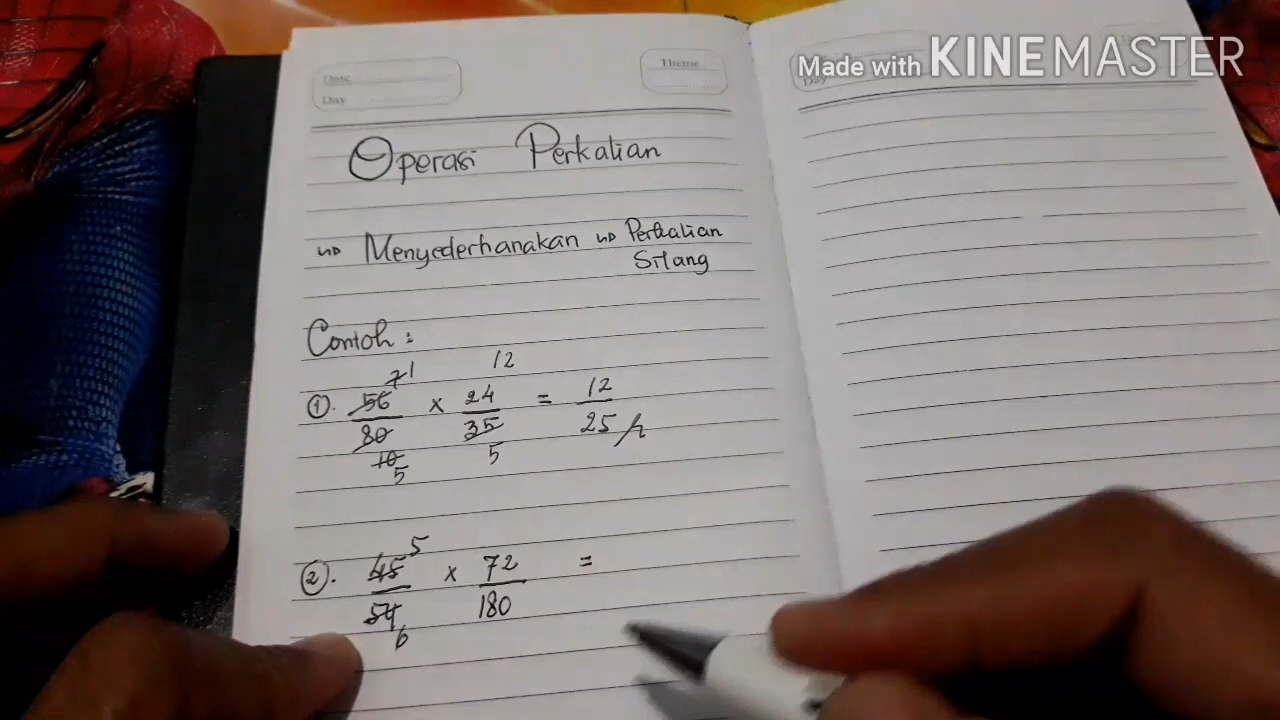 Made with KINEMASTER
Date
Day
Theme
Day
Operasi Perkalian
Menyederhanakan ⇒ Perkalian
Silang
Contoh :
7 1 12
①. 56 × 24 = 12
80 35 25 //
10 5
5
5
②. 45 × 72 =
54 180
6